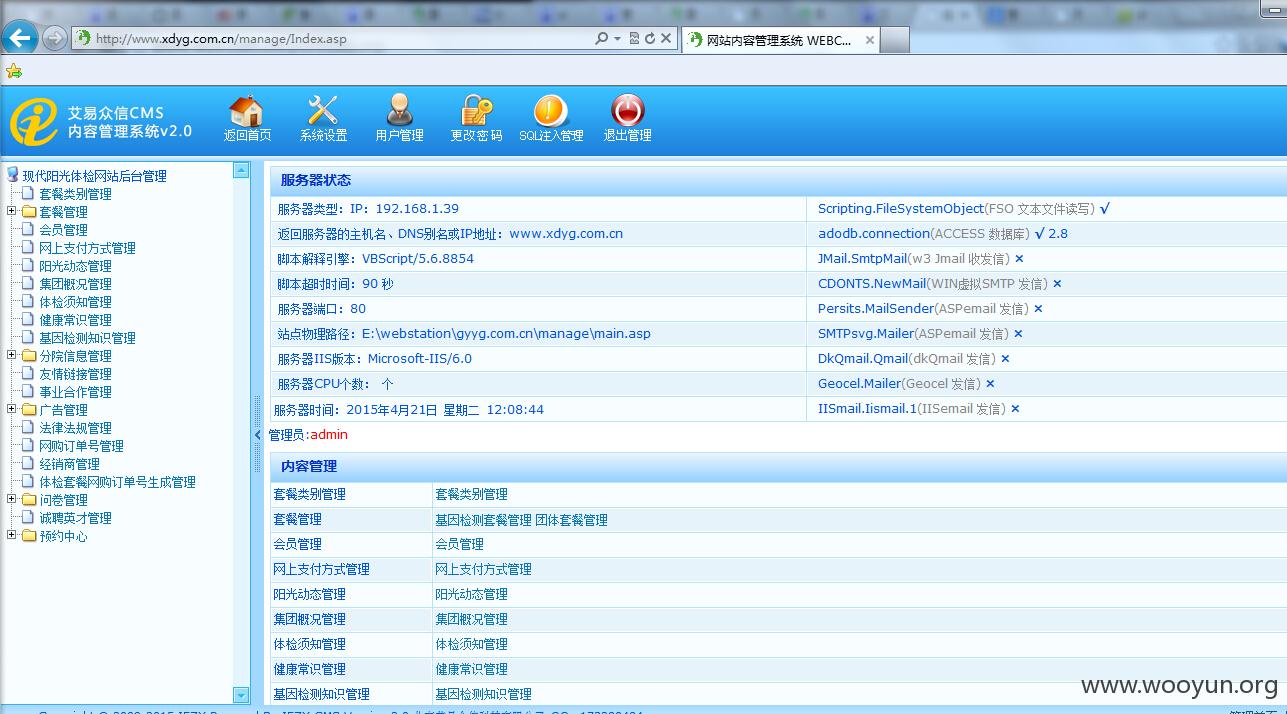 http://www.xdyg.com.cn/manage/Index.asp
网站内容管理系统 WEBC...
艾易众信CMS
内容管理系统v2.0
返回首页 系统设置 用户管理 更改密码 SQL注入管理 退出管理
现代阳光体检网站后台管理
套餐类别管理
套餐管理
会员管理
网上支付方式管理
阳光动态管理
集团概况管理
体检须知管理
健康常识管理
基因检测知识管理
分院信息管理
友情链接管理
事业合作管理
广告管理
法律法规管理
网购订单号管理
经销商管理
体检套餐网购订单号生成管理
问卷管理
诚聘英才管理
预约中心
服务器状态
服务器类型：IP：192.168.1.39
Scripting.FileSystemObject(FSO 文本文件读写) √
返回服务器的主机名、DNS别名或IP地址：www.xdyg.com.cn
adodb.connection(ACCESS 数据库) √ 2.8
脚本解释引擎：VBScript/5.6.8854
JMail.SmtpMail(w3 Jmail 收发信) ×
脚本超时时间：90 秒
CDONTS.NewMail(WIN虚拟SMTP 发信) ×
服务器端口：80
Persits.MailSender(ASPemail 发信) ×
站点物理路径：E:\webstation\gyyg.com.cn\manage\main.asp
SMTPsvg.Mailer(ASPemail 发信) ×
服务器IIS版本：Microsoft-IIS/6.0
DkQmail.Qmail(dkQmail 发信) ×
服务器CPU个数： 个
Geocel.Mailer(Geocel 发信) ×
服务器时间：2015年4月21日 星期二 12:08:44
IISmail.Iismail.1(IISemail 发信) ×
管理员:admin
内容管理
套餐类别管理 套餐类别管理
套餐管理 基因检测套餐管理 团体套餐管理
会员管理 会员管理
网上支付方式管理 网上支付方式管理
阳光动态管理 阳光动态管理
集团概况管理 集团概况管理
体检须知管理 体检须知管理
健康常识管理 健康常识管理
基因检测知识管理 基因检测知识管理
www.wooyun.org